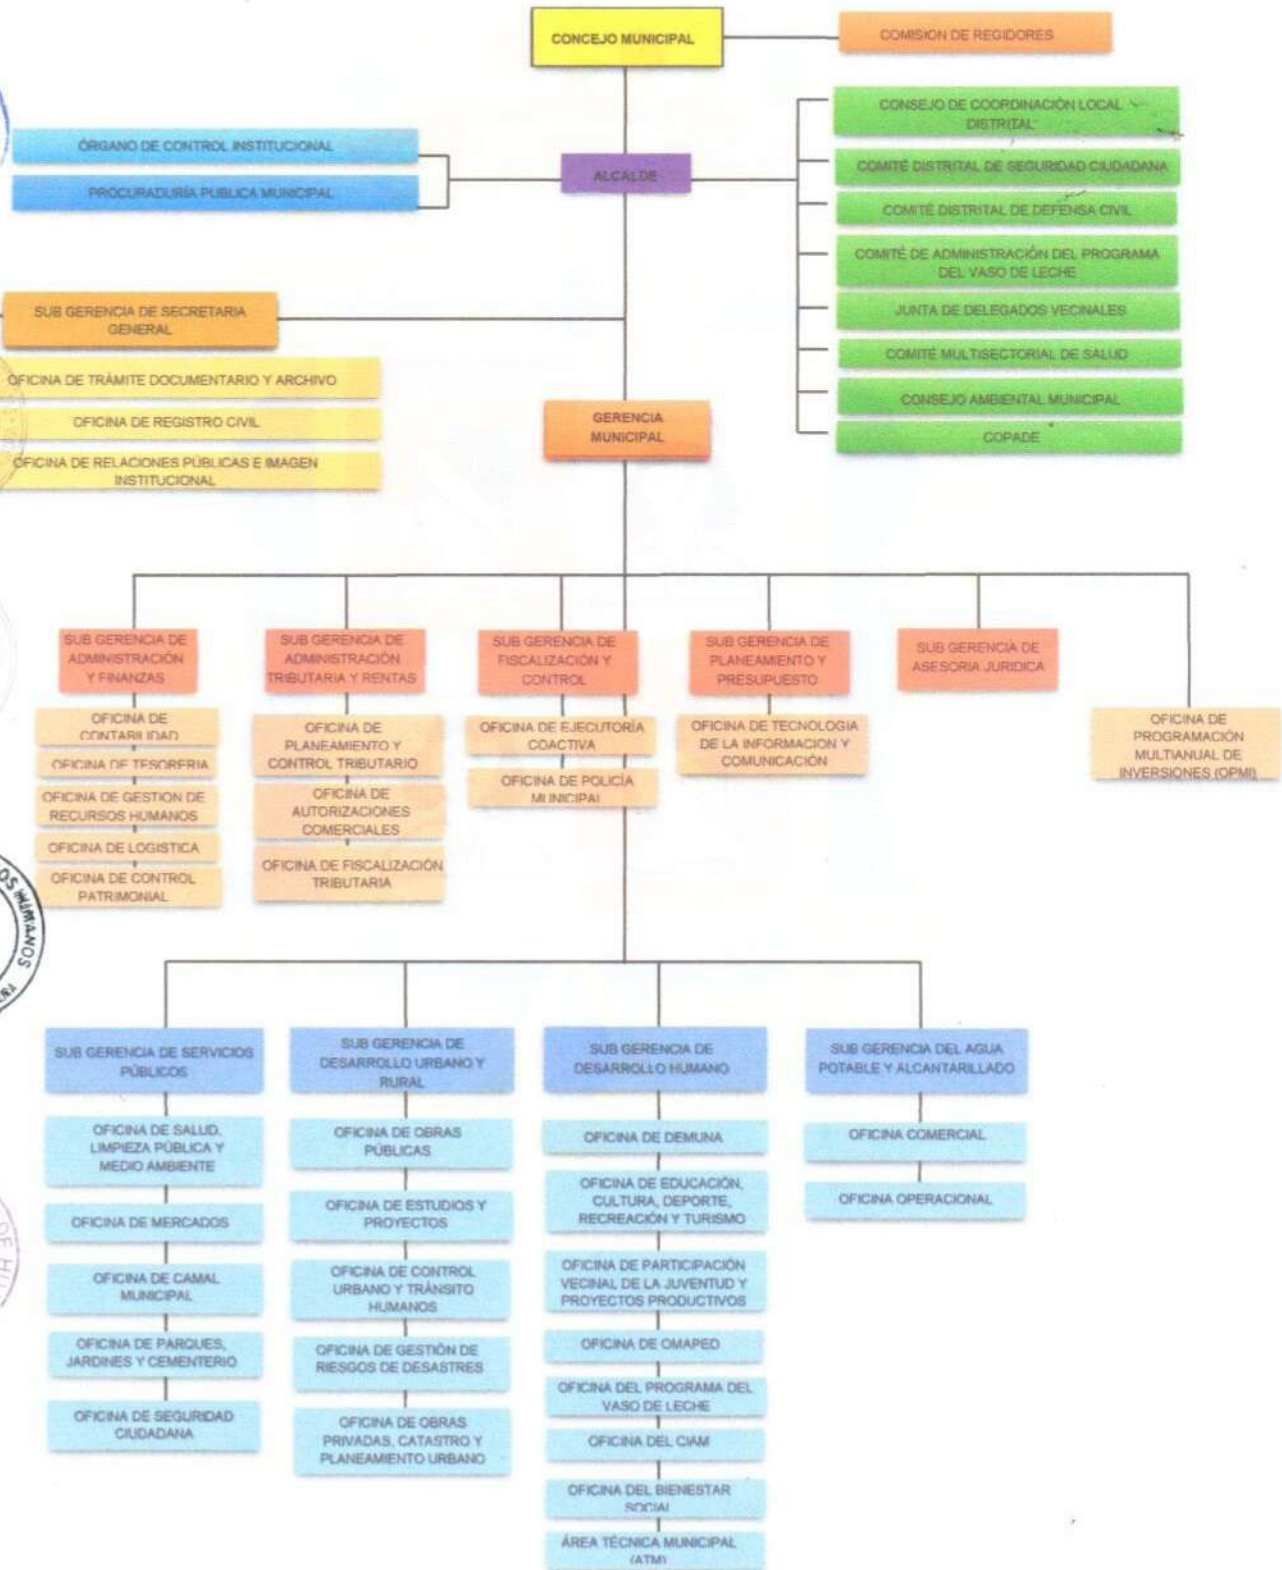 CONCEJO MUNICIPAL
COMISION DE REGIDORES
CONSEJO DE COORDINACIÓN LOCAL
DISTRITAL
ÓRGANO DE CONTROL INSTITUCIONAL
PROCURADURÍA PUBLICA MUNICIPAL
ALCALDE
COMITÉ DISTRITAL DE SEGURIDAD CIUDADANA
COMITÉ DISTRITAL DE DEFENSA CIVIL
COMITÉ DE ADMINISTRACIÓN DEL PROGRAMA
DEL VASO DE LECHE
JUNTA DE DELEGADOS VECINALES
COMITÉ MULTISECTORIAL DE SALUD
CONSEJO AMBIENTAL MUNICIPAL
COPADE
SUB GERENCIA DE SECRETARIA
GENERAL
OFICINA DE TRÁMITE DOCUMENTARIO Y ARCHIVO
OFICINA DE REGISTRO CIVIL
OFICINA DE RELACIONES PÚBLICAS E IMAGEN
INSTITUCIONAL
GERENCIA
MUNICIPAL
SUB GERENCIA DE
ADMINISTRACIÓN
Y FINANZAS
OFICINA DE
CONTABILIDAD
OFICINA DE TESORERIA
OFICINA DE GESTION DE
RECURSOS HUMANOS
OFICINA DE LOGISTICA
OFICINA DE CONTROL
PATRIMONIAL
SUB GERENCIA DE
ADMINISTRACIÓN
TRIBUTARIA Y RENTAS
OFICINA DE
PLANEAMIENTO Y
CONTROL TRIBUTARIO
OFICINA DE
AUTORIZACIONES
COMERCIALES
OFICINA DE FISCALIZACIÓN
TRIBUTARIA
SUB GERENCIA DE
FISCALIZACIÓN Y
CONTROL
OFICINA DE EJECUTORÍA
COACTIVA
OFICINA DE POLICÍA
MUNICIPAL
SUB GERENCIA DE
PLANEAMIENTO Y
PRESUPUESTO
OFICINA DE TECNOLOGIA
DE LA INFORMACION Y
COMUNICACIÓN
SUB GERENCIA DE
ASESORIA JURIDICA
OFICINA DE
PROGRAMACIÓN
MULTIANUAL DE
INVERSIONES (OPMI)
OS HUMANOS
SUB GERENCIA DE SERVICIOS
PÚBLICOS
OFICINA DE SALUD,
LIMPIEZA PÚBLICA Y
MEDIO AMBIENTE
OFICINA DE MERCADOS
OFICINA DE CAMAL
MUNICIPAL
OFICINA DE PARQUES,
JARDINES Y CEMENTERIO
OFICINA DE SEGURIDAD
CIUDADANA
SUB GERENCIA DE
DESARROLLO URBANO Y
RURAL
OFICINA DE OBRAS
PÚBLICAS
OFICINA DE ESTUDIOS Y
PROYECTOS
OFICINA DE CONTROL
URBANO Y TRÁNSITO
HUMANOS
OFICINA DE GESTIÓN DE
RIESGOS DE DESASTRES
OFICINA DE OBRAS
PRIVADAS, CATASTRO Y
PLANEAMIENTO URBANO
SUB GERENCIA DE
DESARROLLO HUMANO
OFICINA DE DEMUNA
OFICINA DE EDUCACIÓN,
CULTURA, DEPORTE,
RECREACIÓN Y TURISMO
OFICINA DE PARTICIPACIÓN
VECINAL DE LA JUVENTUD Y
PROYECTOS PRODUCTIVOS
OFICINA DE OMAPED
OFICINA DEL PROGRAMA DEL
VASO DE LECHE
OFICINA DEL CIAM
OFICINA DEL BIENESTAR
SOCIAL
ÁREA TÉCNICA MUNICIPAL
(ATM)
SUB GERENCIA DEL AGUA
POTABLE Y ALCANTARILLADO
OFICINA COMERCIAL
OFICINA OPERACIONAL